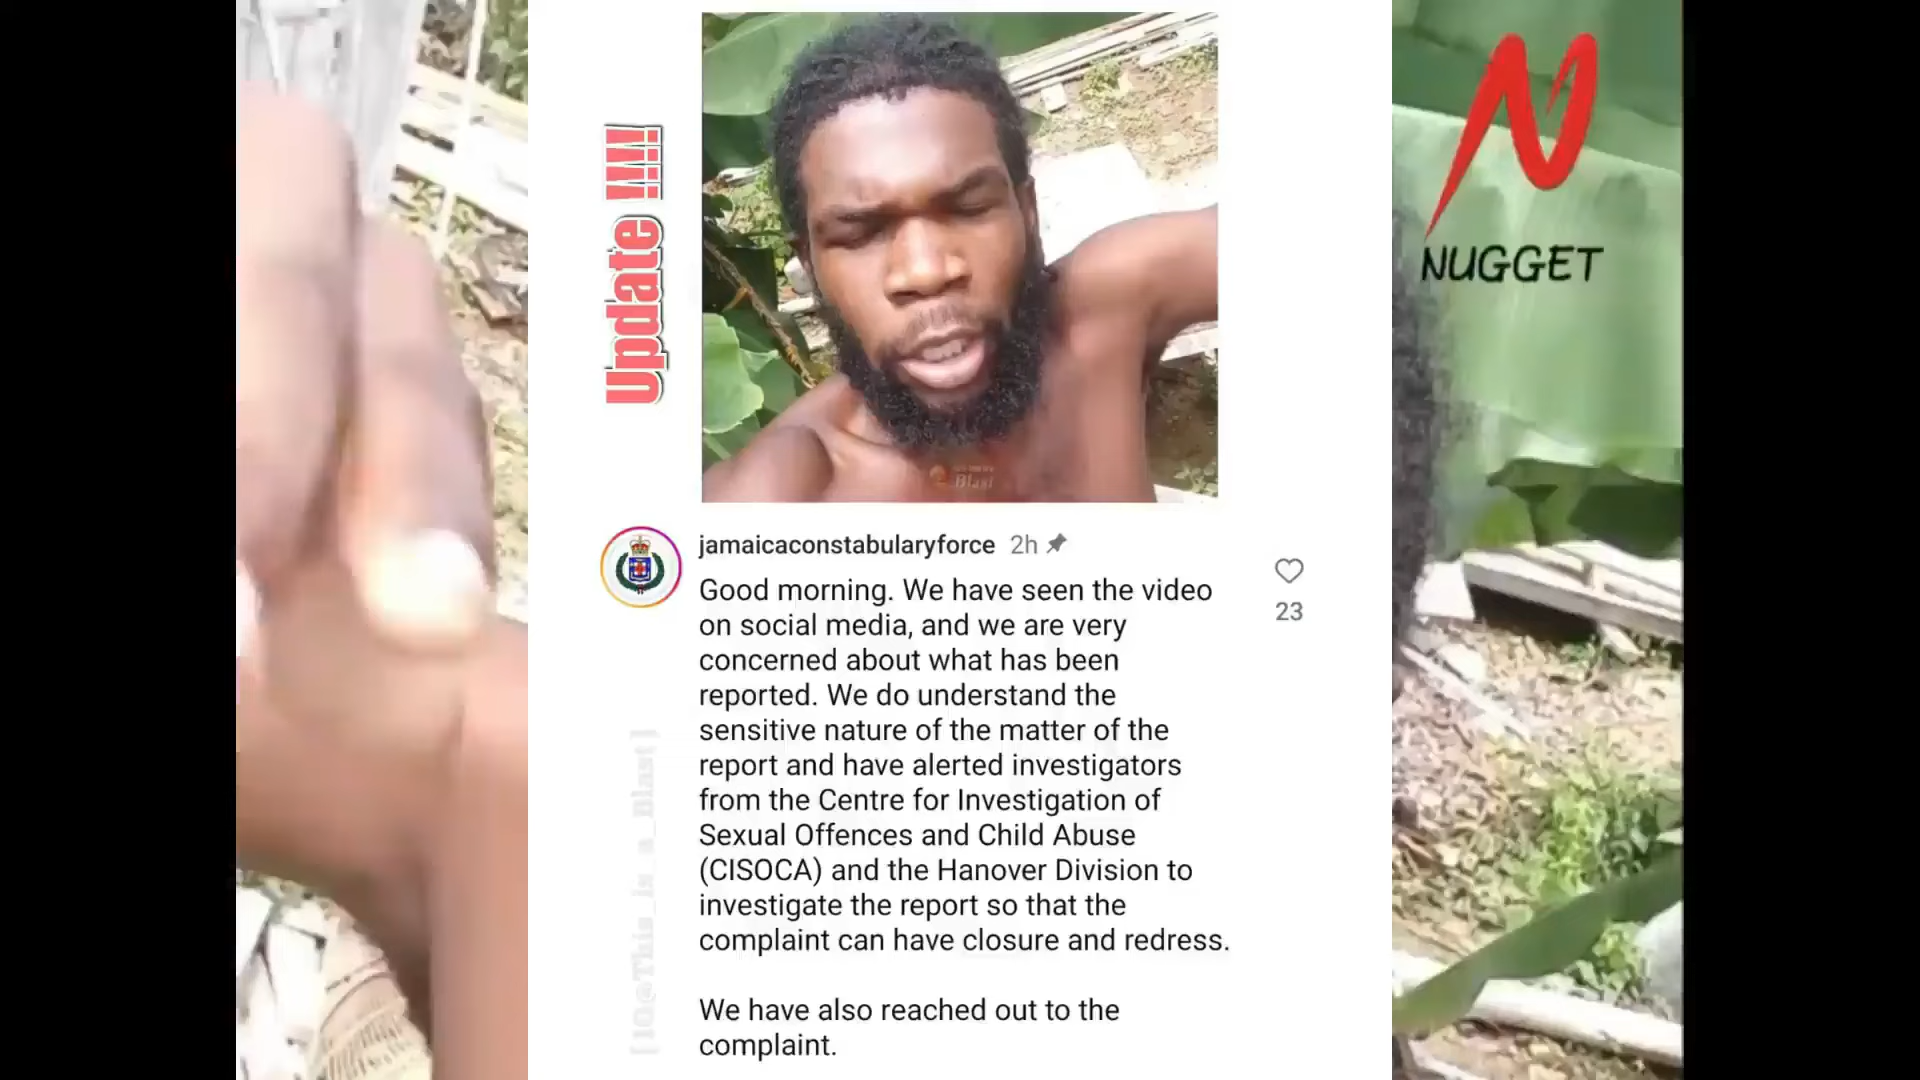 Update !!!!
NUGGET
Blast
jamaicaconstabularyforce 2h
Good morning. We have seen the video
on social media, and we are very
concerned about what has been
reported. We do understand the
sensitive nature of the matter of the
report and have alerted investigators
from the Centre for Investigation of
Sexual Offences and Child Abuse
(CISOCA) and the Hanover Division to
investigate the report so that the
complaint can have closure and redress.
We have also reached out to the
complaint.
23
[IG@This_is_a_Blast]